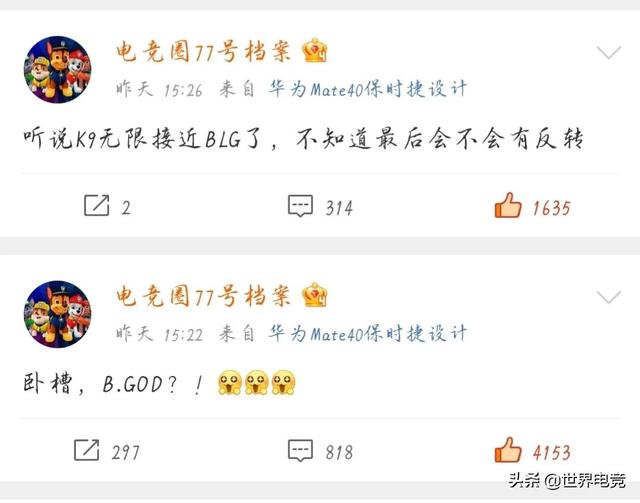 电竞圈77号档案
昨天 15:26 来自 华为Mate40保时捷设计
听说K9无限接近BLG了，不知道最后会不会有反转
2 314 1635
电竞圈77号档案
昨天 15:22 来自 华为Mate40保时捷设计
卧槽，B.GOD？！
297 818 4153
头条 @世界电竞